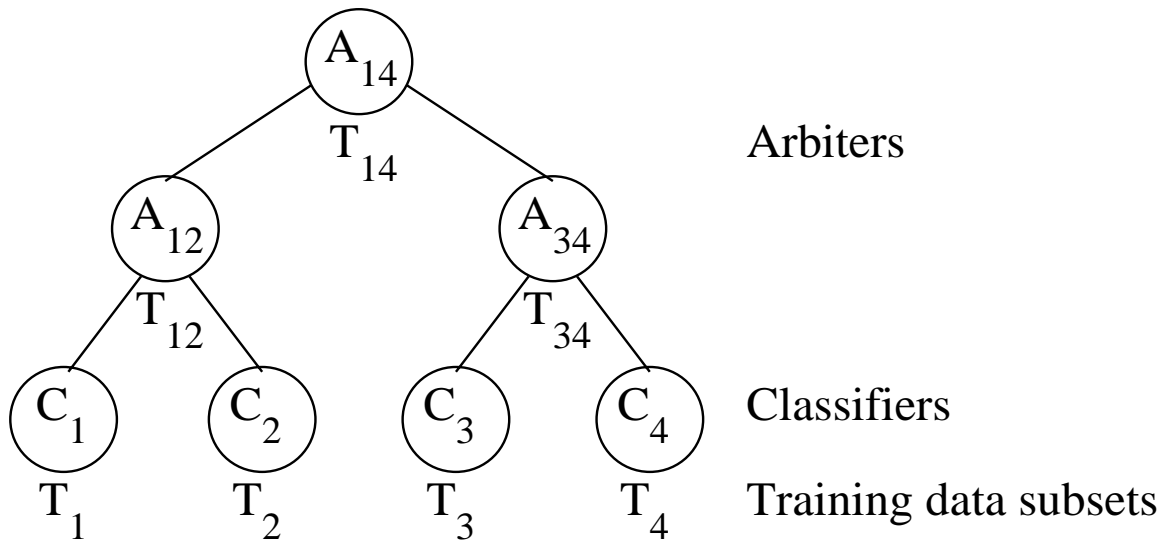 A₁₄
T₁₄
Arbiters
A₁₂ A₃₄
T₁₂ T₃₄
C₁ C₂ C₃ C₄ Classifiers
T₁ T₂ T₃ T₄ Training data subsets